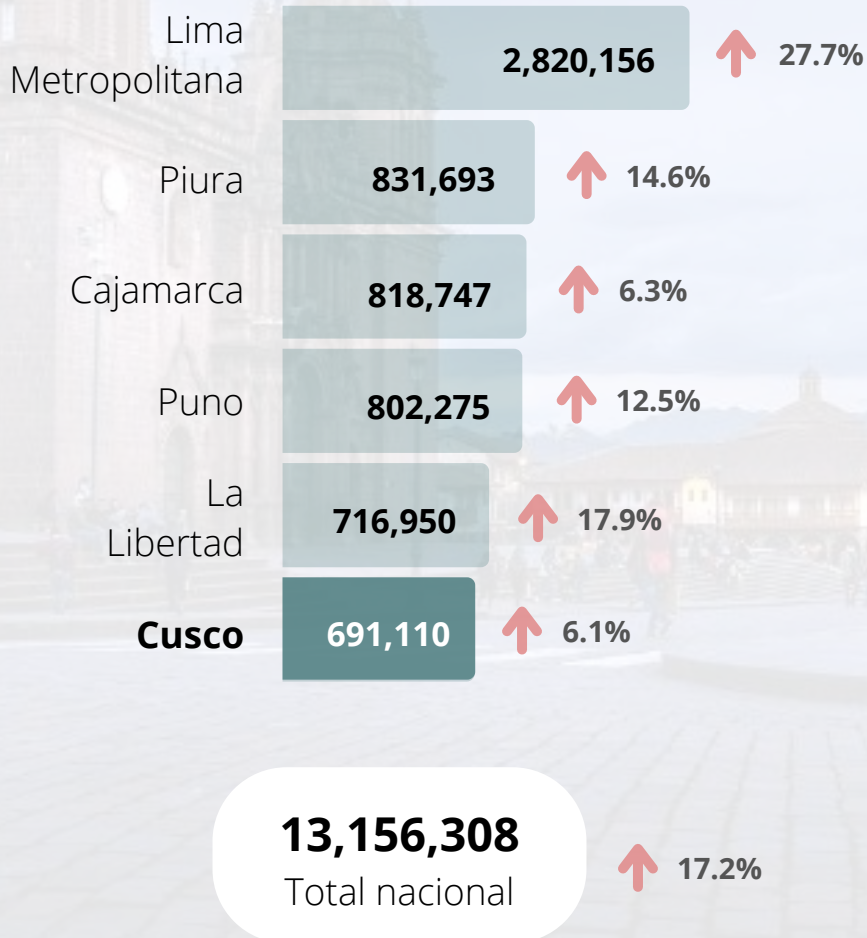 Lima
Metropolitana
2,820,156
27.7%
Piura
831,693
14.6%
Cajamarca
818,747
6.3%
Puno
802,275
12.5%
La
Libertad
716,950
17.9%
Cusco
691,110
6.1%
13,156,308
Total nacional
17.2%